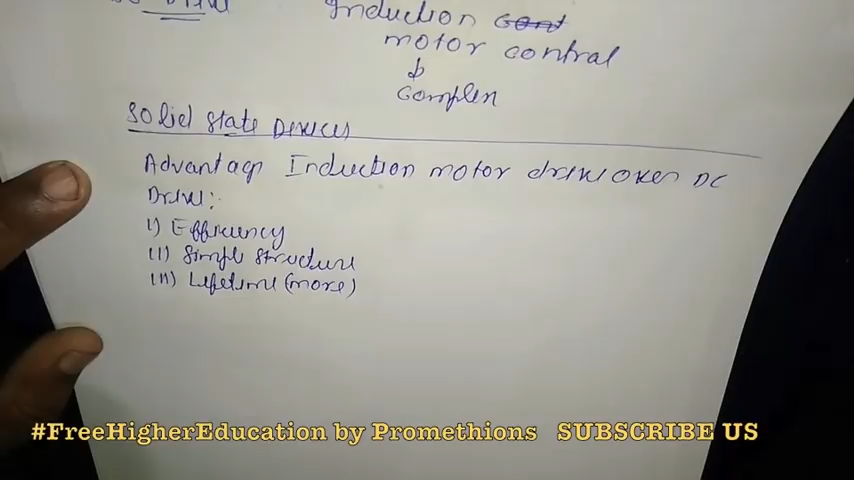 Induction
motor control
Complex
Solid State Devices
Advantage Induction motor drive over DC
Drive:
I) Efficiency
(II) Simple structure
(III) Lifetime (more)
#FreeHigherEducation by Promethions SUBSCRIBE US